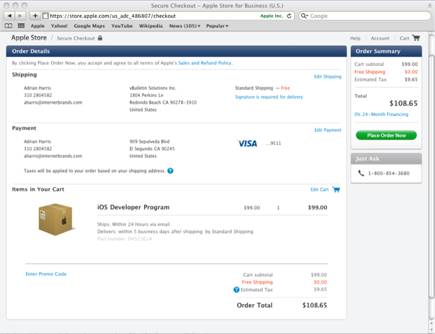 Secure Checkout - Apple Store for Business (U.S.)
https://store.apple.com/us_adc_486807/checkout
Apple Inc.
Google
Apple Yahoo! Google Maps YouTube Wikipedia News (305) Popular
Apple Store Secure Checkout
Help Account Cart
Order Details
By clicking Place Order Now, you accept and agree to all terms of Apple's Sales and Refund Policy.
Shipping
Edit Shipping
Adrian Harris
310 2804582
aharris@internetbrands.com
vBulletin Solutions Inc.
1804 Perkins Ln
Redondo Beach CA 90278-3910
United States
Standard Shipping — Free
Signature is required for delivery.
Payment
Edit Payment
Adrian Harris
310 2804582
aharris@internetbrands.com
909 Sepulveda Blvd
El Segundo CA 90245
United States
VISA ...9111
Taxes will be applied to your order based on your shipping address.
Items in Your Cart
Edit Cart
iOS Developer Program $99.00 1 $99.00
Ships: Within 24 hours via email
Delivers: within 5 business days after shipping by Standard Shipping
Part number:
Enter Promo Code
Cart subtotal $99.00
Free Shipping $0.00
Estimated Tax $9.65
Order Total $108.65
Order Summary
Cart subtotal $99.00
Free Shipping $0.00
Estimated Tax $9.65
Total
$108.65
Financing
Place Order Now
Just Ask
1-800-854-3680